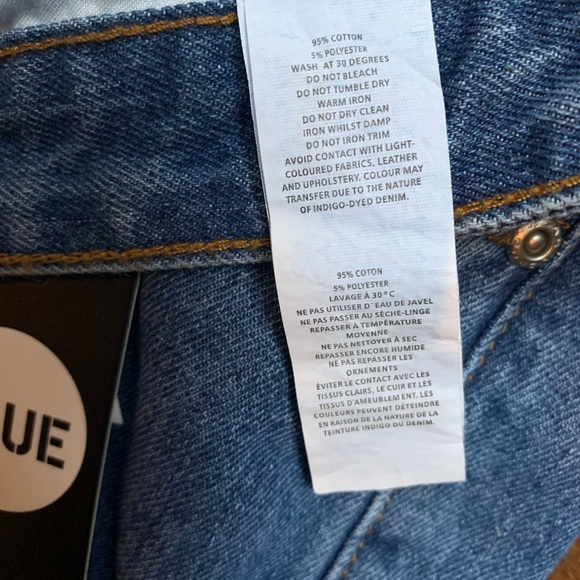 95% COTTON
5% POLYESTER
WASH AT 30 DEGREES
DO NOT BLEACH
DO NOT TUMBLE DRY
WARM IRON
DO NOT DRY CLEAN
IRON WHILST DAMP
DO NOT IRON TRIM
AVOID CONTACT WITH LIGHT-
COLOURED FABRICS, LEATHER
AND UPHOLSTERY. COLOUR MAY
TRANSFER DUE TO THE NATURE
OF INDIGO-DYED DENIM.
95% COTON
5% POLYESTER
LAVAGE À 30°C
NE PAS UTILISER D'EAU DE JAVEL
NE PAS PASSER AU SÈCHE-LINGE
REPASSER À TEMPÉRATURE
MOYENNE
NE PAS NETTOYER À SEC
REPASSER ENCORE HUMIDE
NE PAS REPASSER LES
ORNEMENTS
ÉVITER LE CONTACT AVEC LES
TISSUS CLAIRS, LE CUIR ET LES
TISSUS D'AMEUBLEM ENT. LES
COULEURS PEUVENT DÉTEINDRE
EN RAISON DE LA NATURE DE LA
TEINTURE INDIGO DU DENIM.
UE